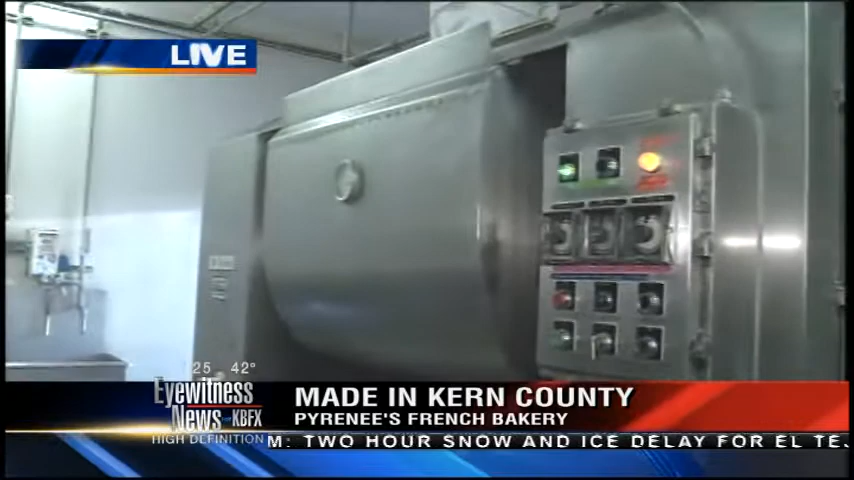 LIVE
25 42°
Eyewitness
News KBFX
HIGH DEFINITION
MADE IN KERN COUNTY
PYRENEE'S FRENCH BAKERY
M: TWO HOUR SNOW AND ICE DELAY FOR EL TEJ